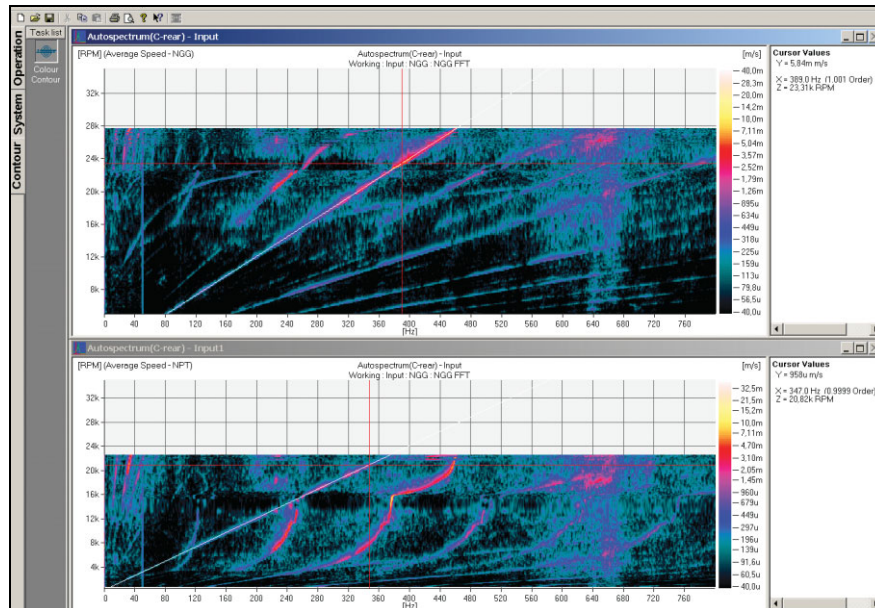 Task list
Colour
Contour
Operation
System
Contour
Autospectrum(C-rear) - Input
[RPM] (Average Speed - NGG)
Autospectrum(C-rear) - Input
Working : Input : NGG : NGG FFT
[m/s]
32k
28k
24k
20k
16k
12k
8k
0 40 80 120 160 200 240 280 320 360 400 440 480 520 560 600 640 680 720 760
[Hz]
40,0m
28,3m
20,0m
14,2m
10,0m
7,11m
5,04m
3,57m
2,52m
1,79m
1,26m
895u
634u
449u
318u
225u
159u
113u
79,8u
56,5u
40,0u
Cursor Values
Y = 5,84m m/s
X = 389.0 Hz (1.001 Order)
Z = 23,31k RPM
Autospectrum(C-rear) - Input1
[RPM] (Average Speed - NPT)
Autospectrum(C-rear) - Input
Working : Input : NGG : NGG FFT
[m/s]
32k
28k
24k
20k
16k
12k
8k
4k
0 40 80 120 160 200 240 280 320 360 400 440 480 520 560 600 640 680 720 760
[Hz]
32,5m
21,5m
15,2m
10,0m
7,11m
4,70m
3,10m
2,05m
1,45m
960u
679u
449u
297u
196u
139u
91,6u
60,5u
40,0u
Cursor Values
Y = 958u m/s
X = 347.0 Hz (0.9999 Order)
Z = 20,82k RPM